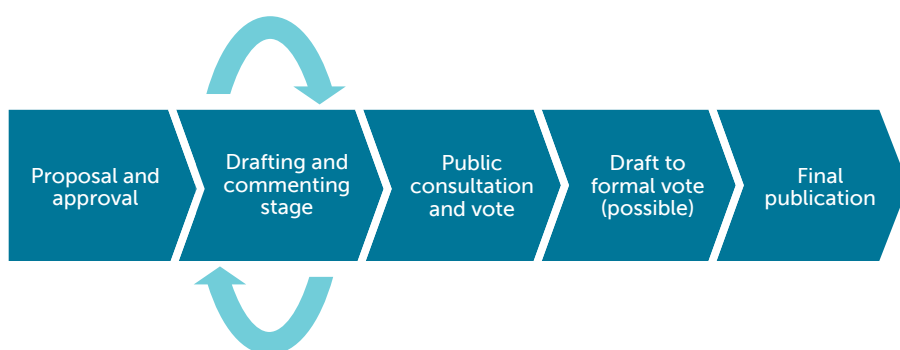 Proposal and
approval
Drafting and
commenting
stage
Public
consultation
and vote
Draft to
formal vote
(possible)
Final
publication